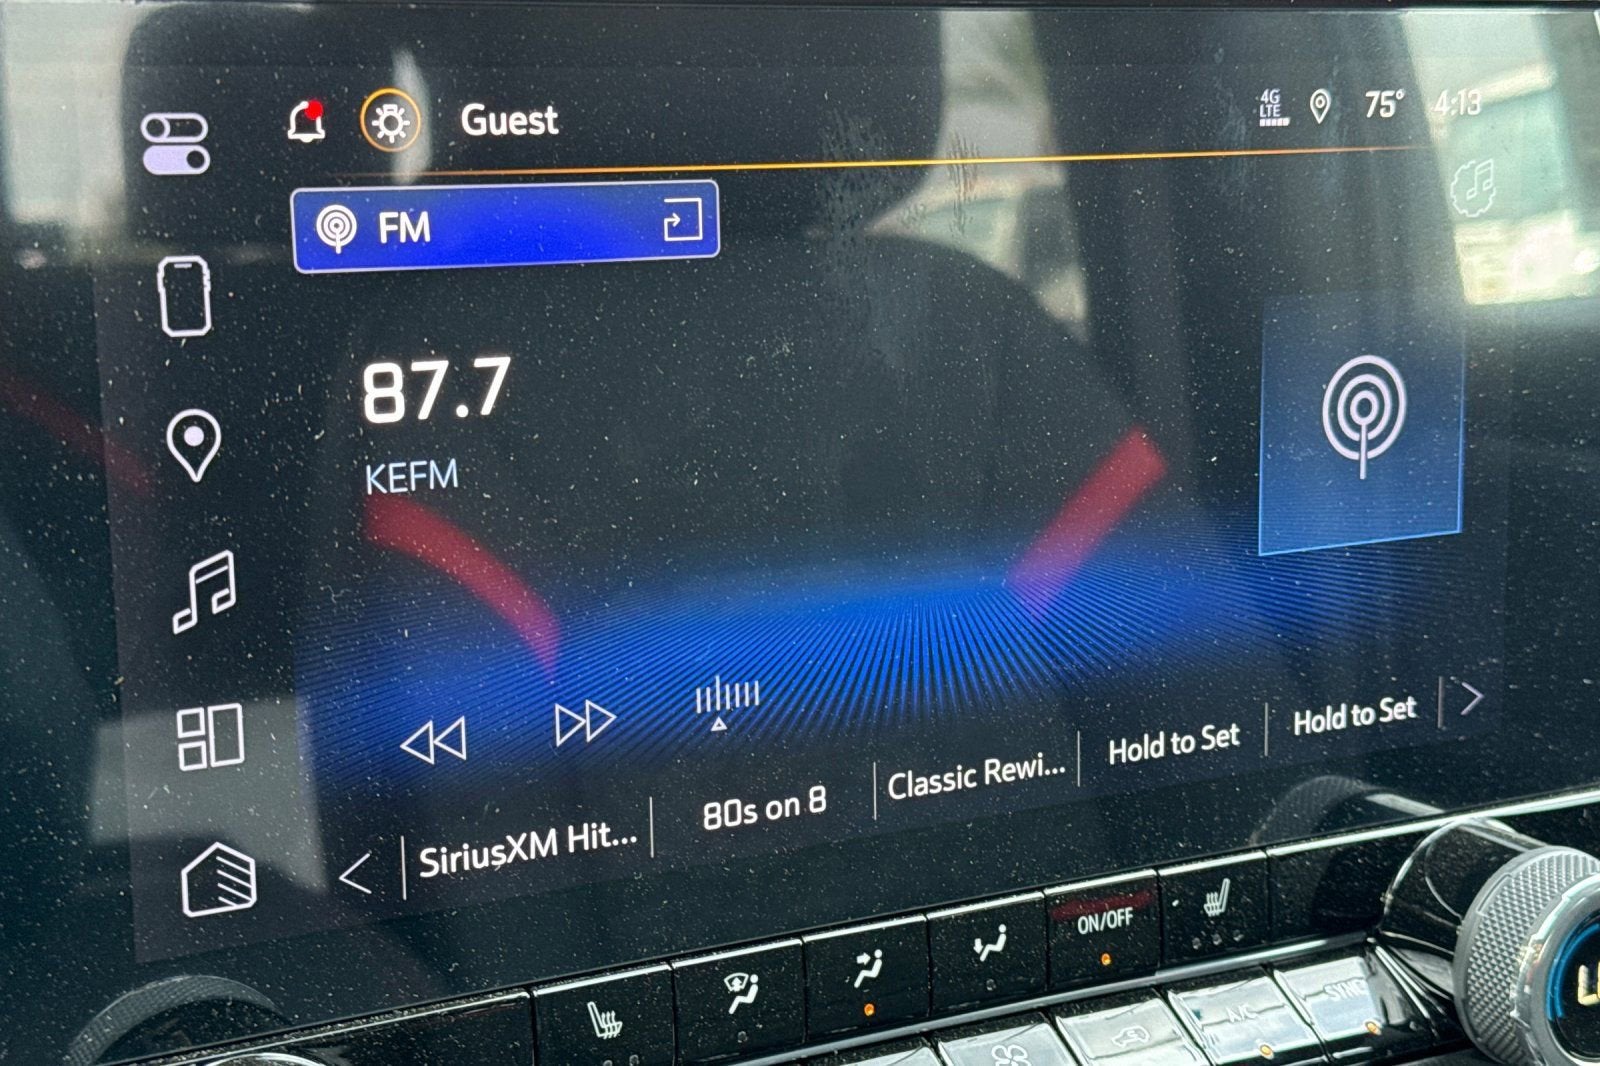 Guest
4G
LTE
75°
4:13
FM
87.7
KEFM
SiriusXM Hit...
80s on 8
Classic Rewi...
Hold to Set
Hold to Set
ON/OFF
A/C
SYNC